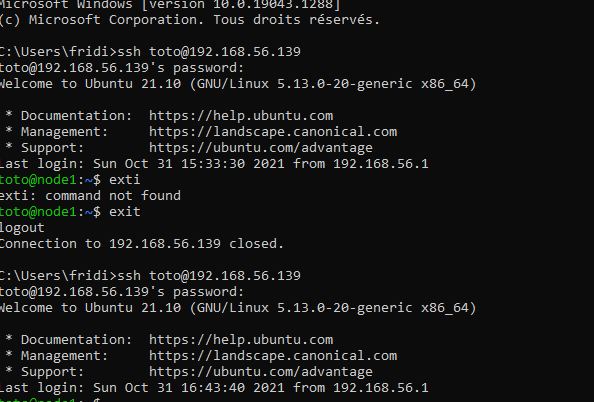 Microsoft Windows [version 10.0.19043.1288]
(c) Microsoft Corporation. Tous droits réservés.
C:\Users\fridi>ssh toto@192.168.56.139
toto@192.168.56.139's password:
Welcome to Ubuntu 21.10 (GNU/Linux 5.13.0-20-generic x86_64)
* Documentation:  https://help.ubuntu.com
* Management:     https://landscape.canonical.com
* Support:        https://ubuntu.com/advantage
Last login: Sun Oct 31 15:33:30 2021 from 192.168.56.1
toto@node1:~$ exti
exti: command not found
toto@node1:~$ exit
logout
Connection to 192.168.56.139 closed.
C:\Users\fridi>ssh toto@192.168.56.139
toto@192.168.56.139's password:
Welcome to Ubuntu 21.10 (GNU/Linux 5.13.0-20-generic x86_64)
* Documentation:  https://help.ubuntu.com
* Management:     https://landscape.canonical.com
* Support:        https://ubuntu.com/advantage
Last login: Sun Oct 31 16:43:40 2021 from 192.168.56.1